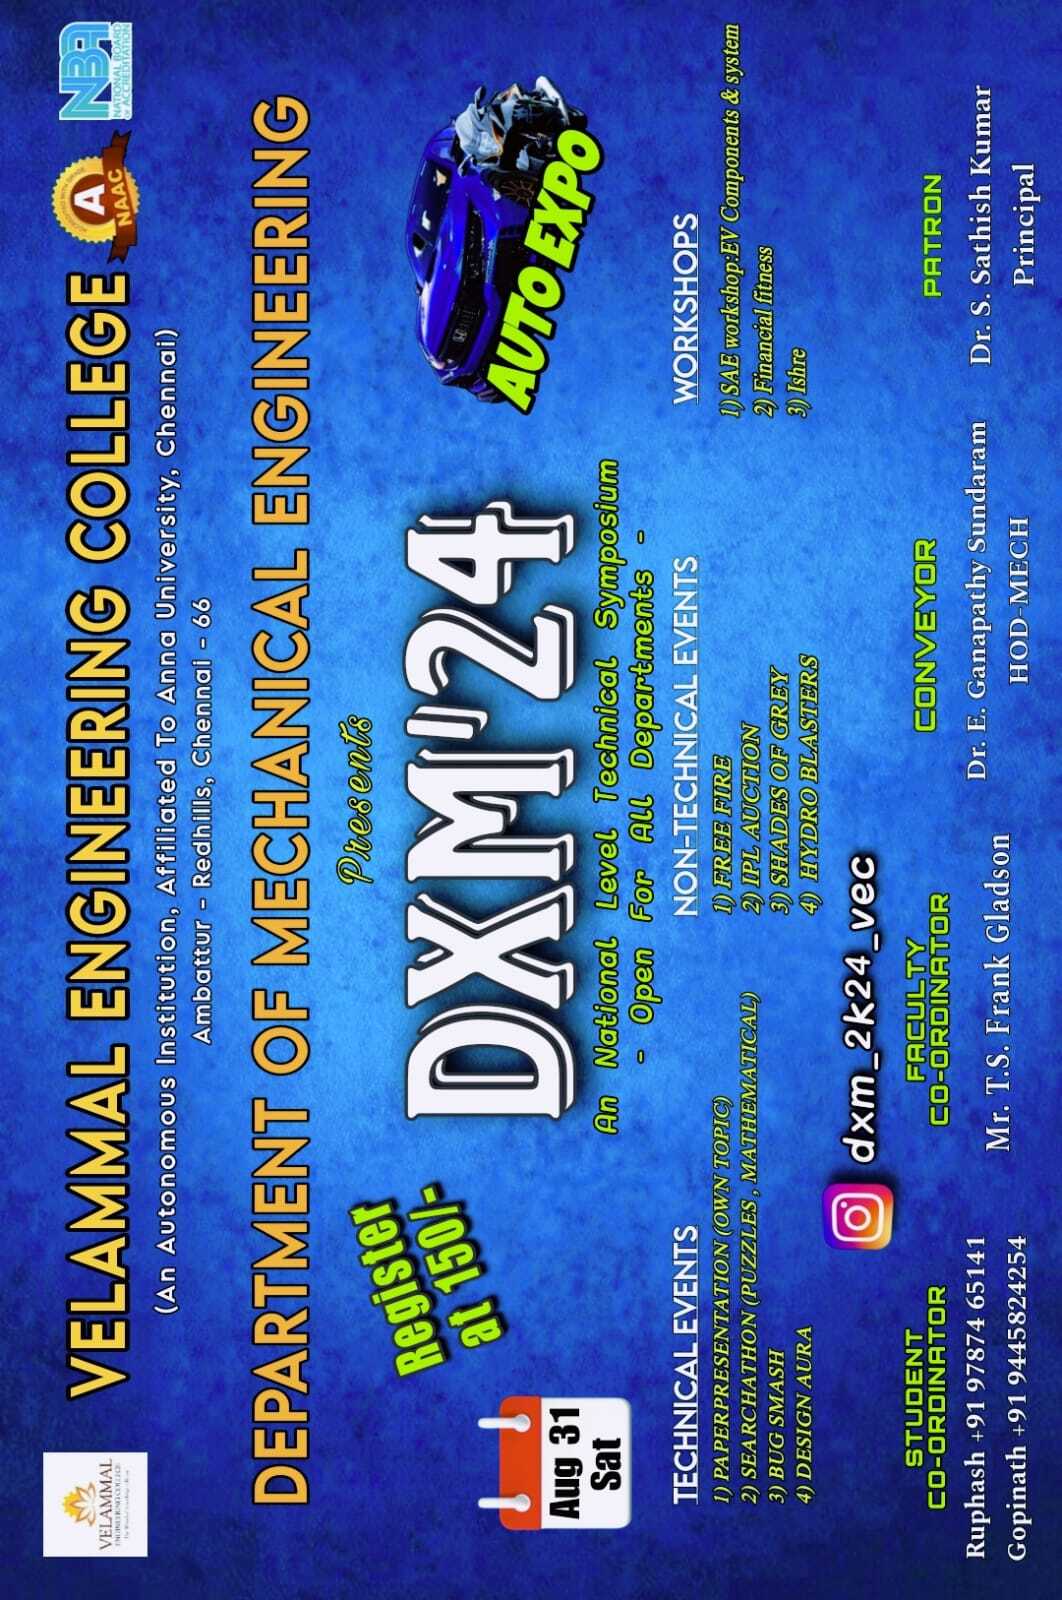 VELAMMAL
ENGINEERING COLLEGE
VELAMMAL ENGINEERING COLLEGE
ACCREDITED WITH GRADE
A
NAAC
NBA
NATIONAL BOARD
of ACCREDITATION
(An Autonomous Institution, Affiliated To Anna University, Chennai)
Ambattur - Redhills, Chennai - 66
DEPARTMENT OF MECHANICAL ENGINEERING
Presents
Register
at 150/-
DXM'24
Aug 31
Sat
AUTO EXPO
An National Level Technical Symposium
- Open For All Departments -
TECHNICAL EVENTS
1) PAPERPRESENTATION (OWN TOPIC)
2) SEARCHATHON (PUZZLES , MATHEMATICAL)
3) BUG SMASH
4) DESIGN AURA
NON-TECHNICAL EVENTS
1) FREE FIRE
2) IPL AUCTION
3) SHADES OF GREY
4) HYDRO BLASTERS
WORKSHOPS
1) SAE workshop:EV Components & system
2) Financial fitness
3) Ishre
dxm_2k24_vec
STUDENT
CO-ORDINATOR
Ruphash +91 97874 65141
Gopinath +91 9445824254
FACULTY
CO-ORDINATOR
Mr. T.S. Frank Gladson
CONVEYOR
Dr. E. Ganapathy Sundaram
HOD-MECH
PATRON
Dr. S. Sathish Kumar
Principal